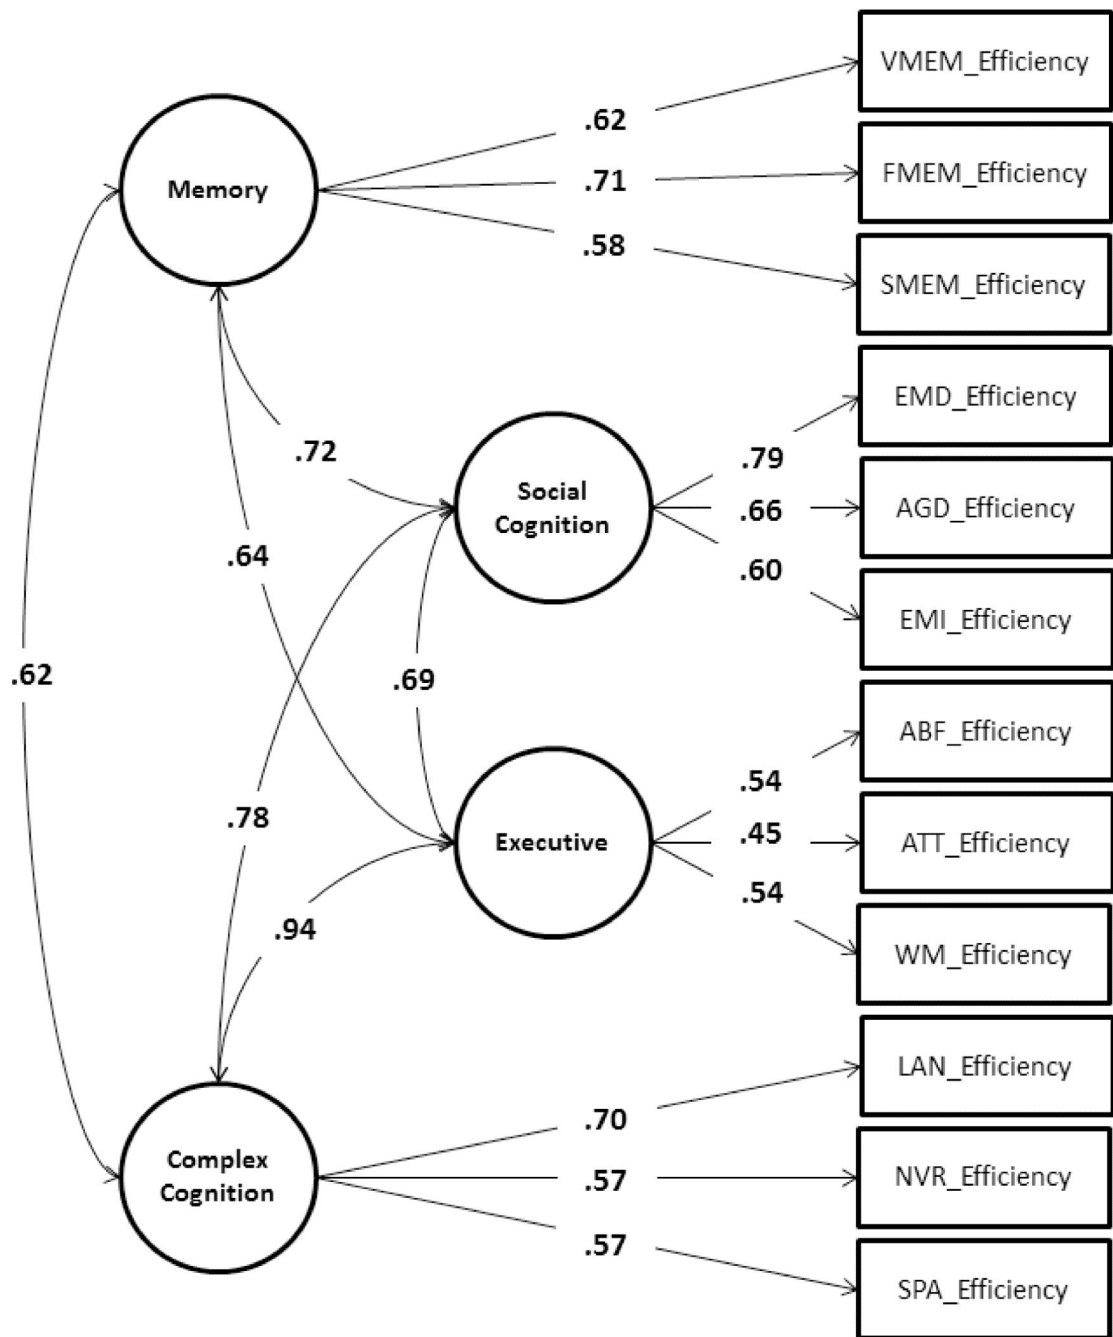 VMEM_Efficiency
.62
Memory
.71
FMEM_Efficiency
.58
SMEM_Efficiency
EMD_Efficiency
.72
.79
Social
Cognition
.66
AGD_Efficiency
.64
.60
EMI_Efficiency
.62
.69
ABF_Efficiency
.54
.78
Executive
.45
ATT_Efficiency
.54
.94
WM_Efficiency
LAN_Efficiency
.70
Complex
Cognition
.57
NVR_Efficiency
.57
SPA_Efficiency